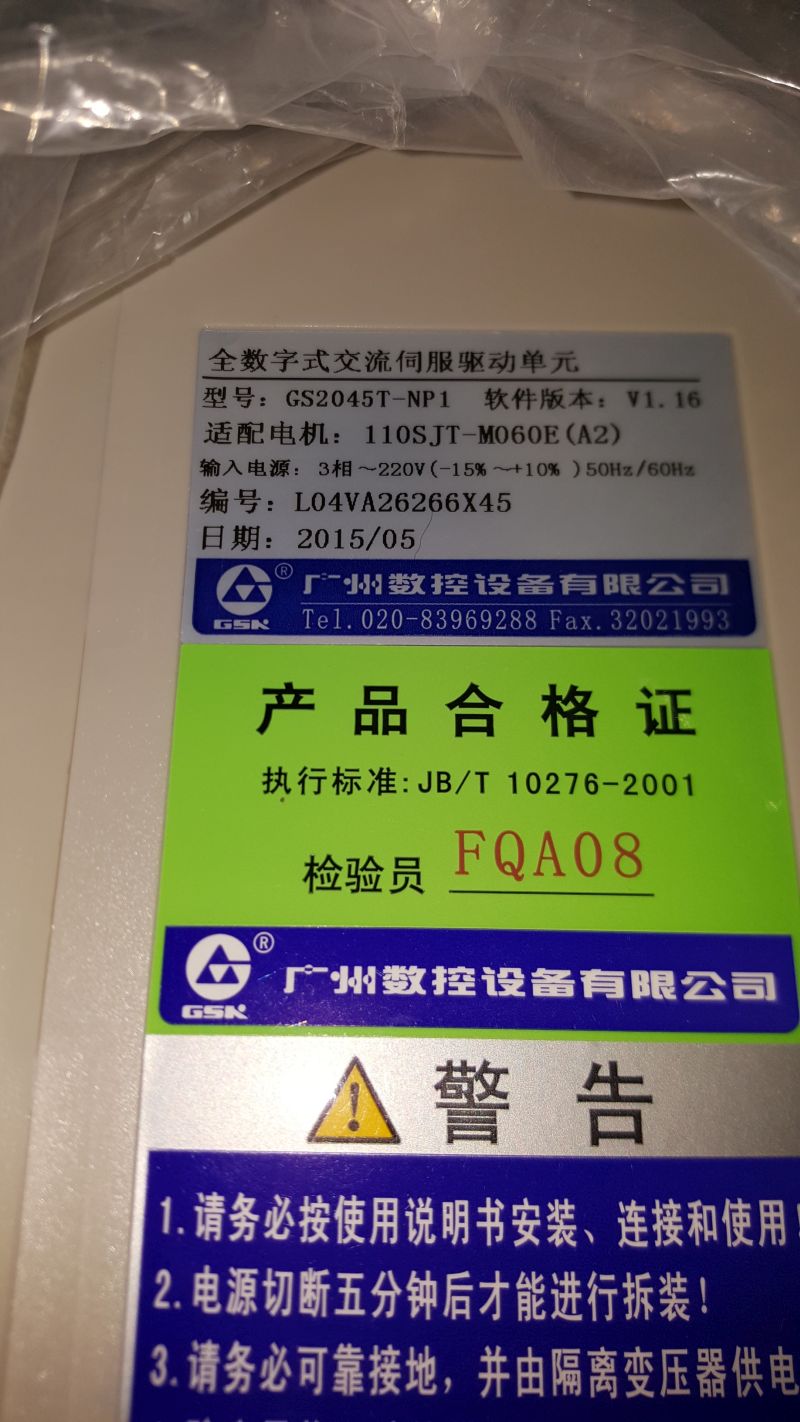 全数字式交流伺服驱动单元
型号: GS2045T-NP1 软件版本: V1.16
适配电机: 110SJT-M060E(A2)
输入电源: 3相~220V(-15%~+10% )50Hz/60Hz
编号: L04VA26266X45
日期: 2015/05
GSK ® 广州数控设备有限公司
Tel.020-83969288 Fax.32021993
产品合格证
执行标准:JB/T 10276-2001
检验员 FQA08
GSK ® 广州数控设备有限公司
警告
1.请务必按使用说明书安装、连接和使用!
2.电源切断五分钟后才能进行拆装!
3.请务必可靠接地,并由隔离变压器供电